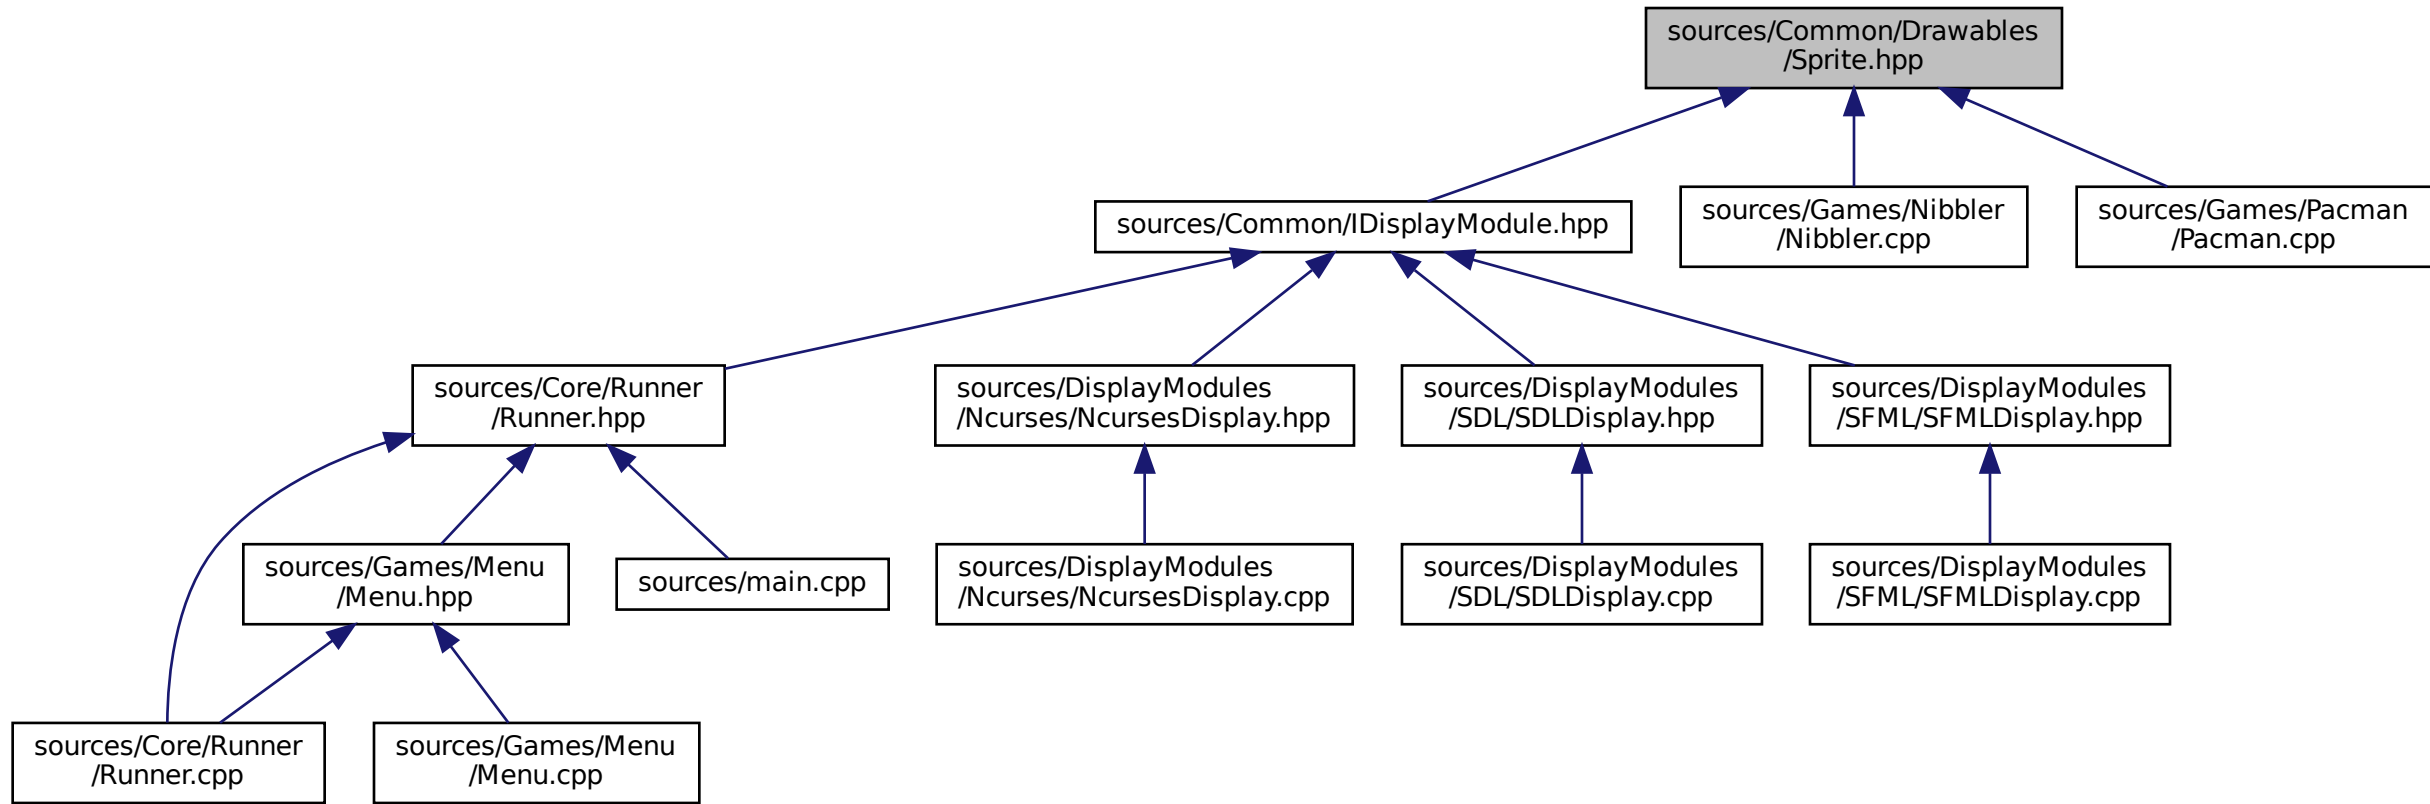 sources/Common/Drawables
/Sprite.hpp
sources/Common/IDisplayModule.hpp
sources/Games/Nibbler
/Nibbler.cpp
sources/Games/Pacman
/Pacman.cpp
sources/Core/Runner
/Runner.hpp
sources/DisplayModules
/Ncurses/NcursesDisplay.hpp
sources/DisplayModules
/SDL/SDLDisplay.hpp
sources/DisplayModules
/SFML/SFMLDisplay.hpp
sources/Games/Menu
/Menu.hpp
sources/main.cpp
sources/DisplayModules
/Ncurses/NcursesDisplay.cpp
sources/DisplayModules
/SDL/SDLDisplay.cpp
sources/DisplayModules
/SFML/SFMLDisplay.cpp
sources/Core/Runner
/Runner.cpp
sources/Games/Menu
/Menu.cpp